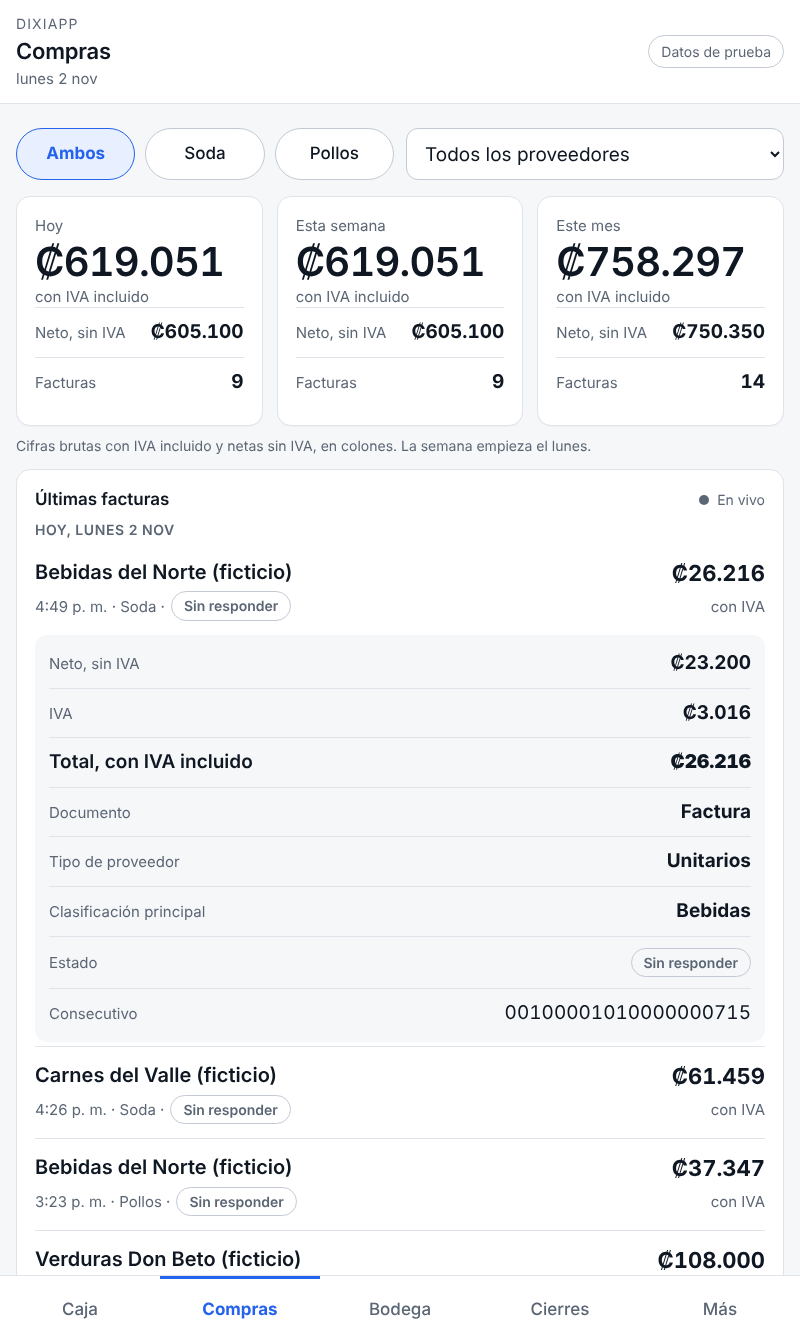 DIXIAPP
Compras
lunes 2 nov
Datos de prueba
Ambos
Soda
Pollos
Todos los proveedores
Hoy
₡619.051
con IVA incluido
Neto, sin IVA ₡605.100
Facturas 9
Esta semana
₡619.051
con IVA incluido
Neto, sin IVA ₡605.100
Facturas 9
Este mes
₡758.297
con IVA incluido
Neto, sin IVA ₡750.350
Facturas 14
Cifras brutas con IVA incluido y netas sin IVA, en colones. La semana empieza el lunes.
Últimas facturas
En vivo
HOY, LUNES 2 NOV
Bebidas del Norte (ficticio) ₡26.216
4:49 p. m. · Soda · Sin responder con IVA
Neto, sin IVA ₡23.200
IVA ₡3.016
Total, con IVA incluido ₡26.216
Documento Factura
Tipo de proveedor Unitarios
Clasificación principal Bebidas
Estado Sin responder
Consecutivo 00100001010000000715
Carnes del Valle (ficticio) ₡61.459
4:26 p. m. · Soda · Sin responder con IVA
Bebidas del Norte (ficticio) ₡37.347
3:23 p. m. · Pollos · Sin responder con IVA
Verduras Don Beto (ficticio) ₡108.000
Caja
Compras
Bodega
Cierres
Más